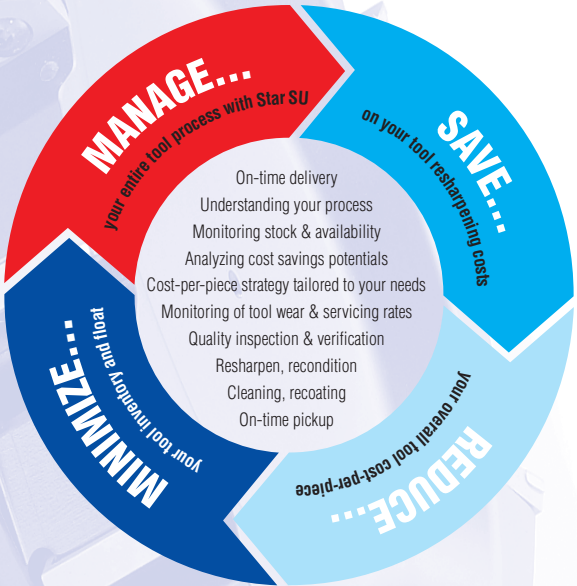 MANAGE...
your entire tool process with Star SU
SAVE...
on your tool resharpening costs
REDUCE...
your overall tool cost-per-piece
MINIMIZE...
your tool inventory and float
On-time delivery
Understanding your process
Monitoring stock & availability
Analyzing cost savings potentials
Cost-per-piece strategy tailored to your needs
Monitoring of tool wear & servicing rates
Quality inspection & verification
Resharpen, recondition
Cleaning, recoating
On-time pickup